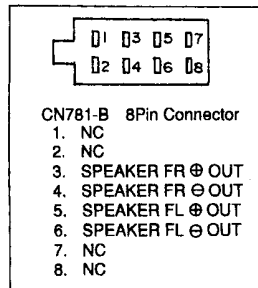 1 3 5 7
2 4 6 8
CN781-B 8Pin Connector
1. NC
2. NC
3. SPEAKER FR ⊕ OUT
4. SPEAKER FR ⊖ OUT
5. SPEAKER FL ⊕ OUT
6. SPEAKER FL ⊖ OUT
7. NC
8. NC